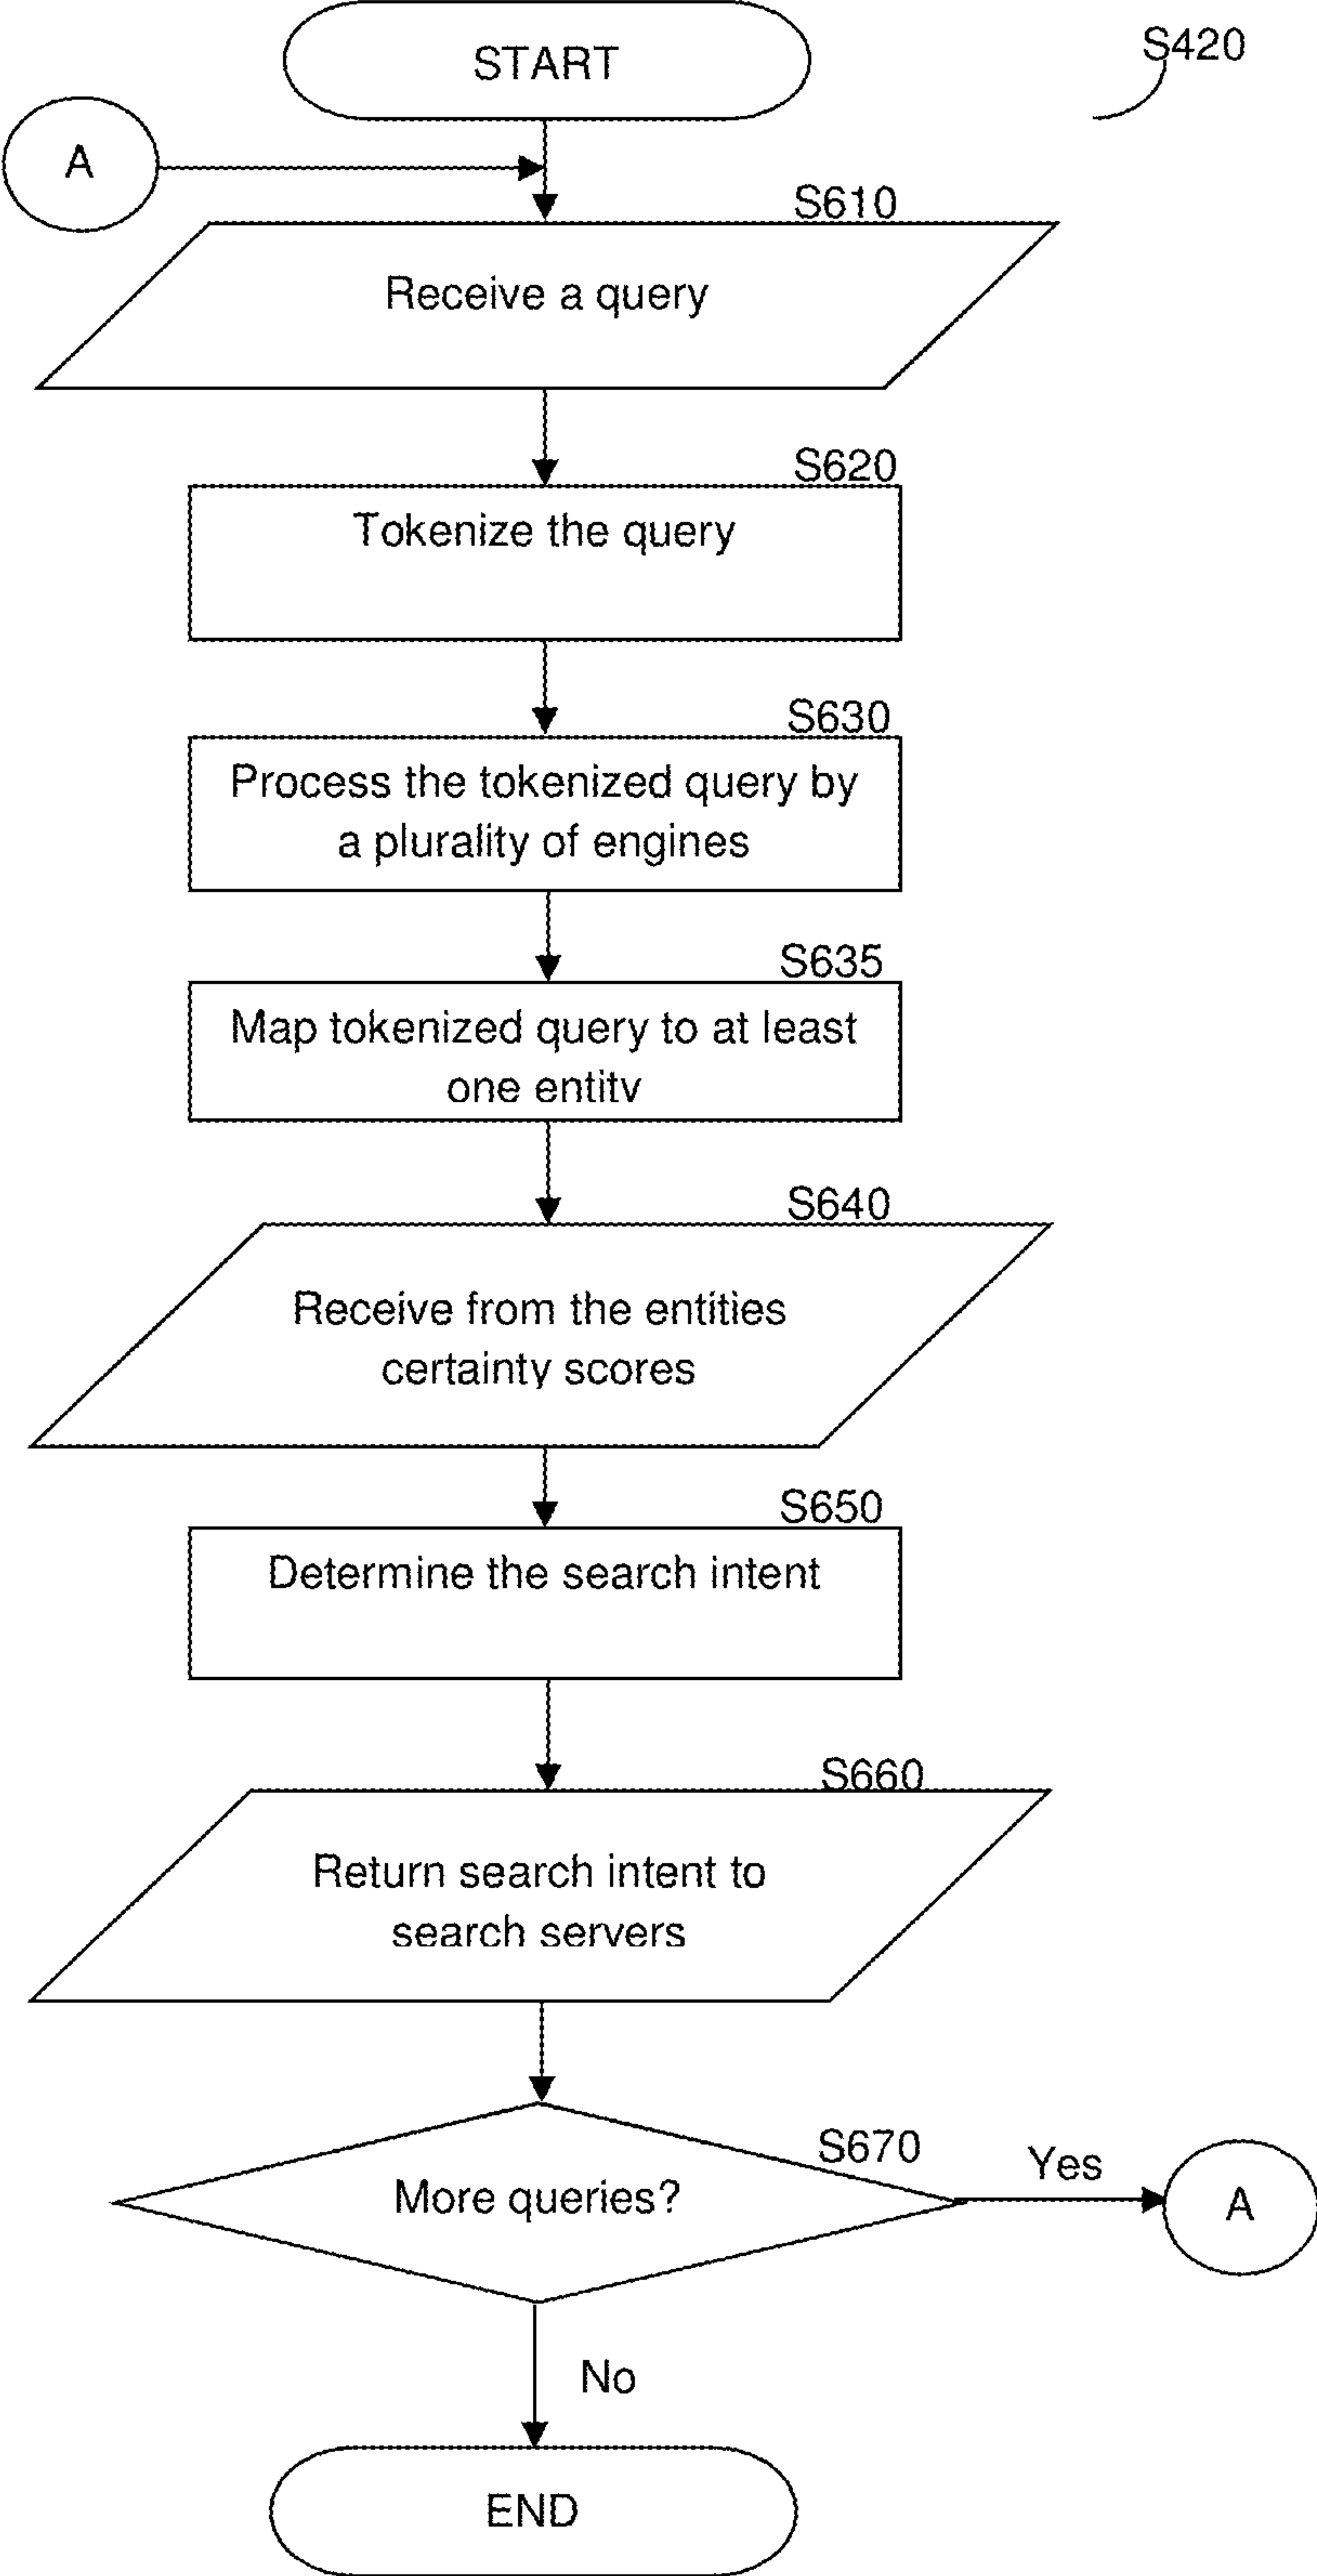 START
S420
A
S610
Receive a query
S620
Tokenize the query
S630
Process the tokenized query by
a plurality of engines
S635
Map tokenized query to at least
one entity
S640
Receive from the entities
certainty scores
S650
Determine the search intent
S660
Return search intent to
search servers
S670
More queries?
Yes
A
No
END